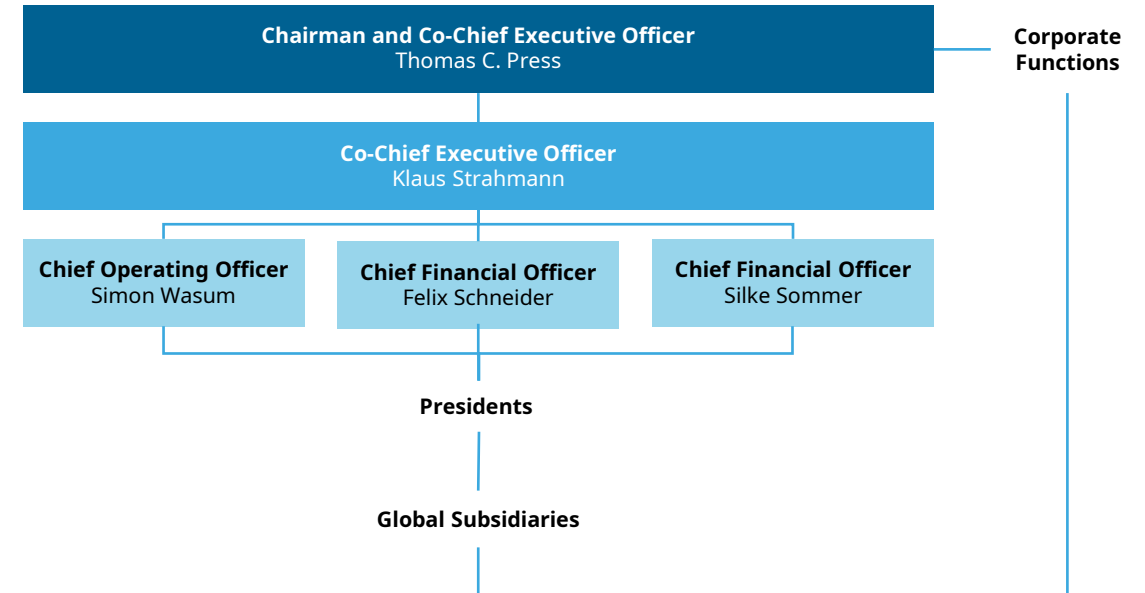 Chairman and Co-Chief Executive Officer
Thomas C. Press
Corporate
Functions
Co-Chief Executive Officer
Klaus Strahmann
Chief Operating Officer
Simon Wasum
Chief Financial Officer
Felix Schneider
Chief Financial Officer
Silke Sommer
Presidents
Global Subsidiaries